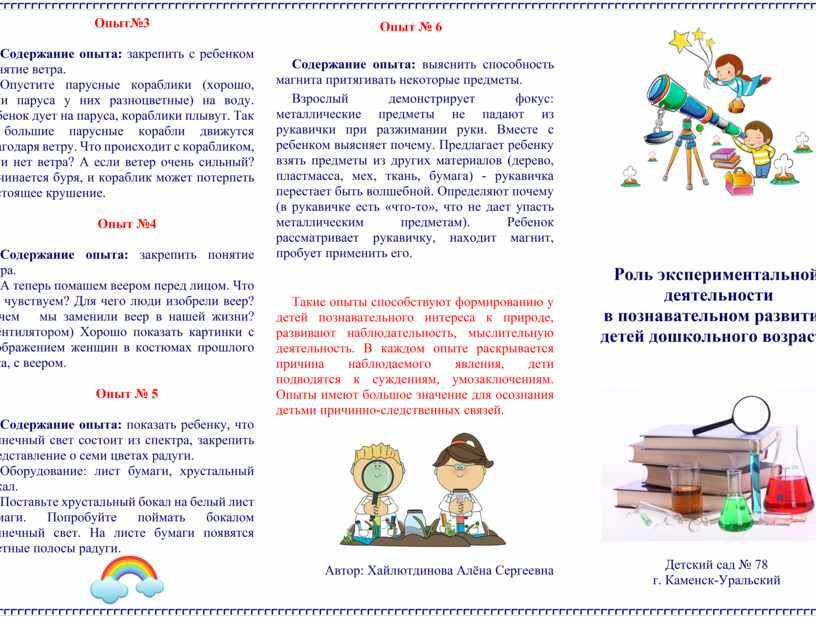 Опыт№3
Содержание опыта: закрепить с ребенком
нятие ветра.
Опустите парусные кораблики (хорошо,
и паруса у них разноцветные) на воду.
бенок дует на паруса, кораблики плывут. Так
большие парусные корабли движутся
агодаря ветру. Что происходит с корабликом,
и нет ветра? А если ветер очень сильный?
чинается буря, и кораблик может потерпеть
стоящее крушение.
Опыт №4
Содержание опыта: закрепить понятие
ра.
А теперь помашем веером перед лицом. Что
чувствуем? Для чего люди изобрели веер?
чем мы заменили веер в нашей жизни?
ентилятором) Хорошо показать картинки с
ображением женщин в костюмах прошлого
а, с веером.
Опыт № 5
Содержание опыта: показать ребенку, что
нечный свет состоит из спектра, закрепить
едставление о семи цветах радуги.
Оборудование: лист бумаги, хрустальный
кал.
Поставьте хрустальный бокал на белый лист
маги. Попробуйте поймать бокалом
нечный свет. На листе бумаги появятся
етные полосы радуги.
Опыт № 6
Содержание опыта: выяснить способность
магнита притягивать некоторые предметы.
Взрослый демонстрирует фокус:
металлические предметы не падают из
рукавички при разжимании руки. Вместе с
ребенком выясняет почему. Предлагает ребенку
взять предметы из других материалов (дерево,
пластмасса, мех, ткань, бумага) - рукавичка
перестает быть волшебной. Определяют почему
(в рукавичке есть «что-то», что не дает упасть
металлическим предметам). Ребенок
рассматривает рукавичку, находит магнит,
пробует применить его.
Такие опыты способствуют формированию у
детей познавательного интереса к природе,
развивают наблюдательность, мыслительную
деятельность. В каждом опыте раскрывается
причина наблюдаемого явления, дети
подводятся к суждениям, умозаключениям.
Опыты имеют большое значение для осознания
детьми причинно-следственных связей.
Автор: Хайлютдинова Алёна Сергеевна
Роль экспериментальной
деятельности
в познавательном развити
детей дошкольного возраст
Детский сад № 78
г. Каменск-Уральский